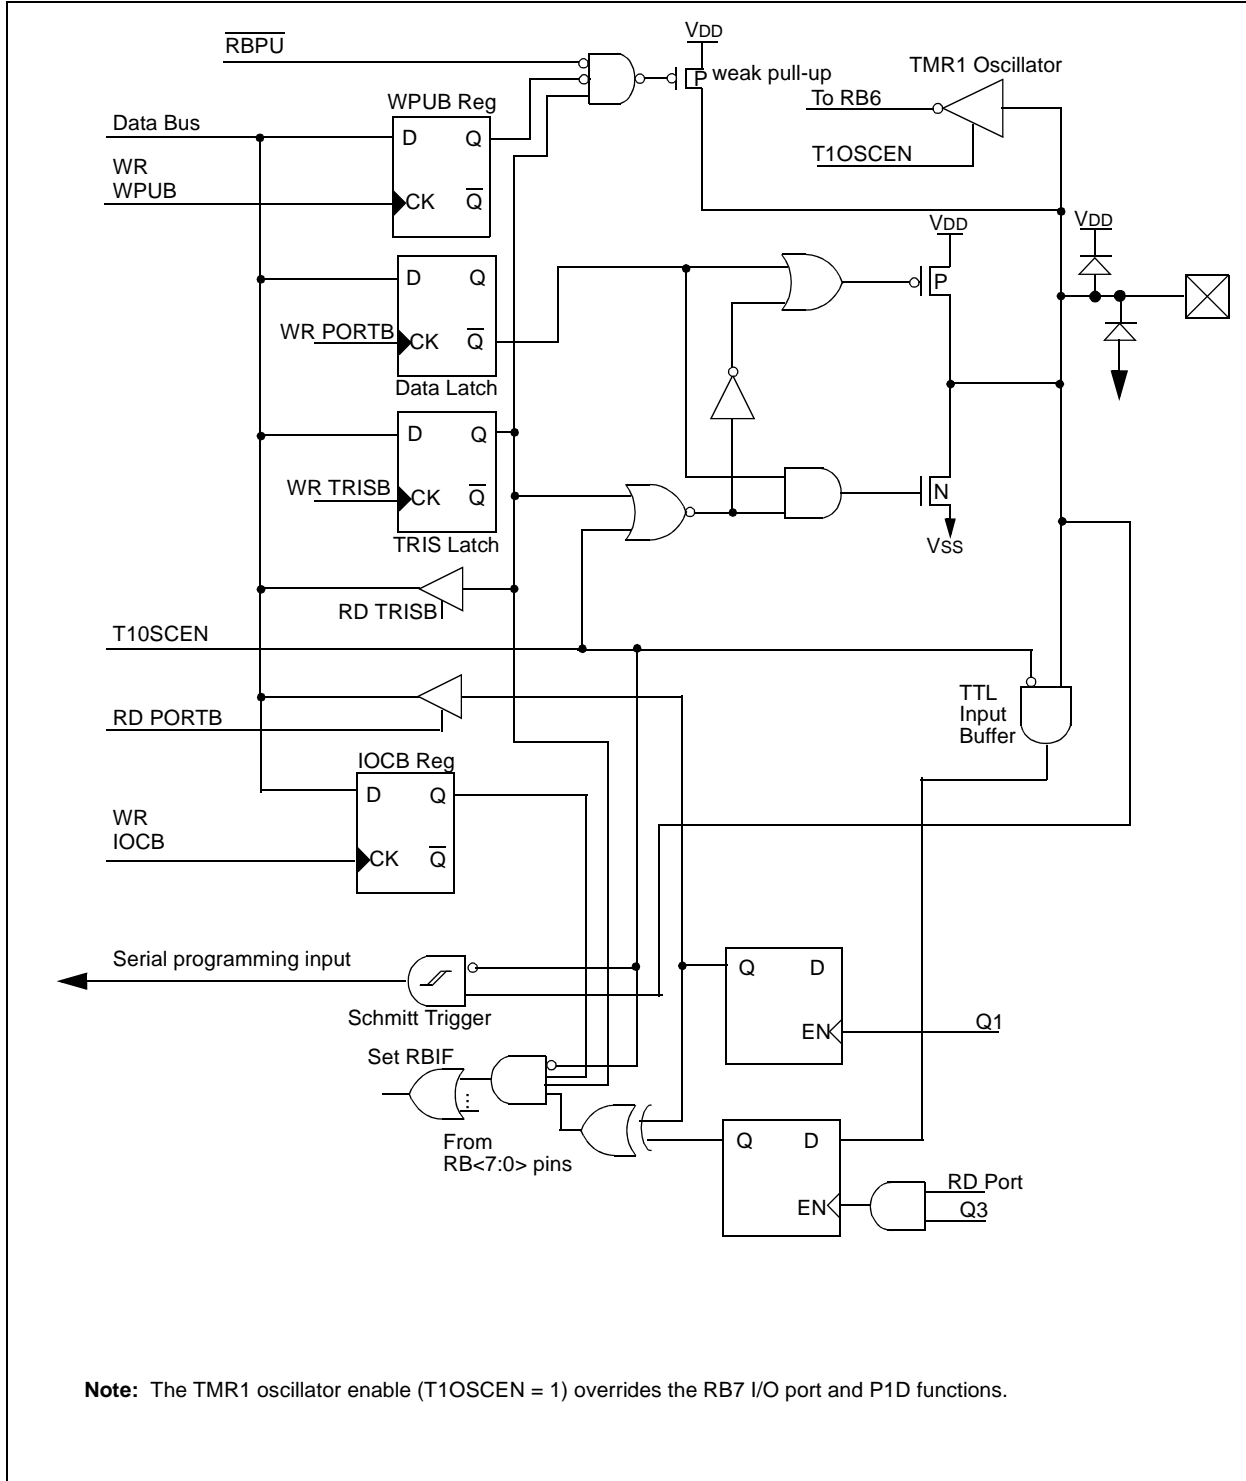 VDD
RBPU
P weak pull-up
TMR1 Oscillator
To RB6
WPUB Reg
Data Bus
D Q
T1OSCEN
WR
WPUB
CK Q
VDD
VDD
D Q
P
WR PORTB
CK Q
Data Latch
D Q
WR TRISB
CK Q
N
TRIS Latch
VSS
RD TRISB
T10SCEN
TTL
Input
Buffer
RD PORTB
IOCB Reg
D Q
WR
IOCB
CK Q
Serial programming input
Q D
Schmitt Trigger
EN
Q1
Set RBIF
From
RB<7:0> pins
Q D
RD Port
EN
Q3
Note: The TMR1 oscillator enable (T1OSCEN = 1) overrides the RB7 I/O port and P1D functions.